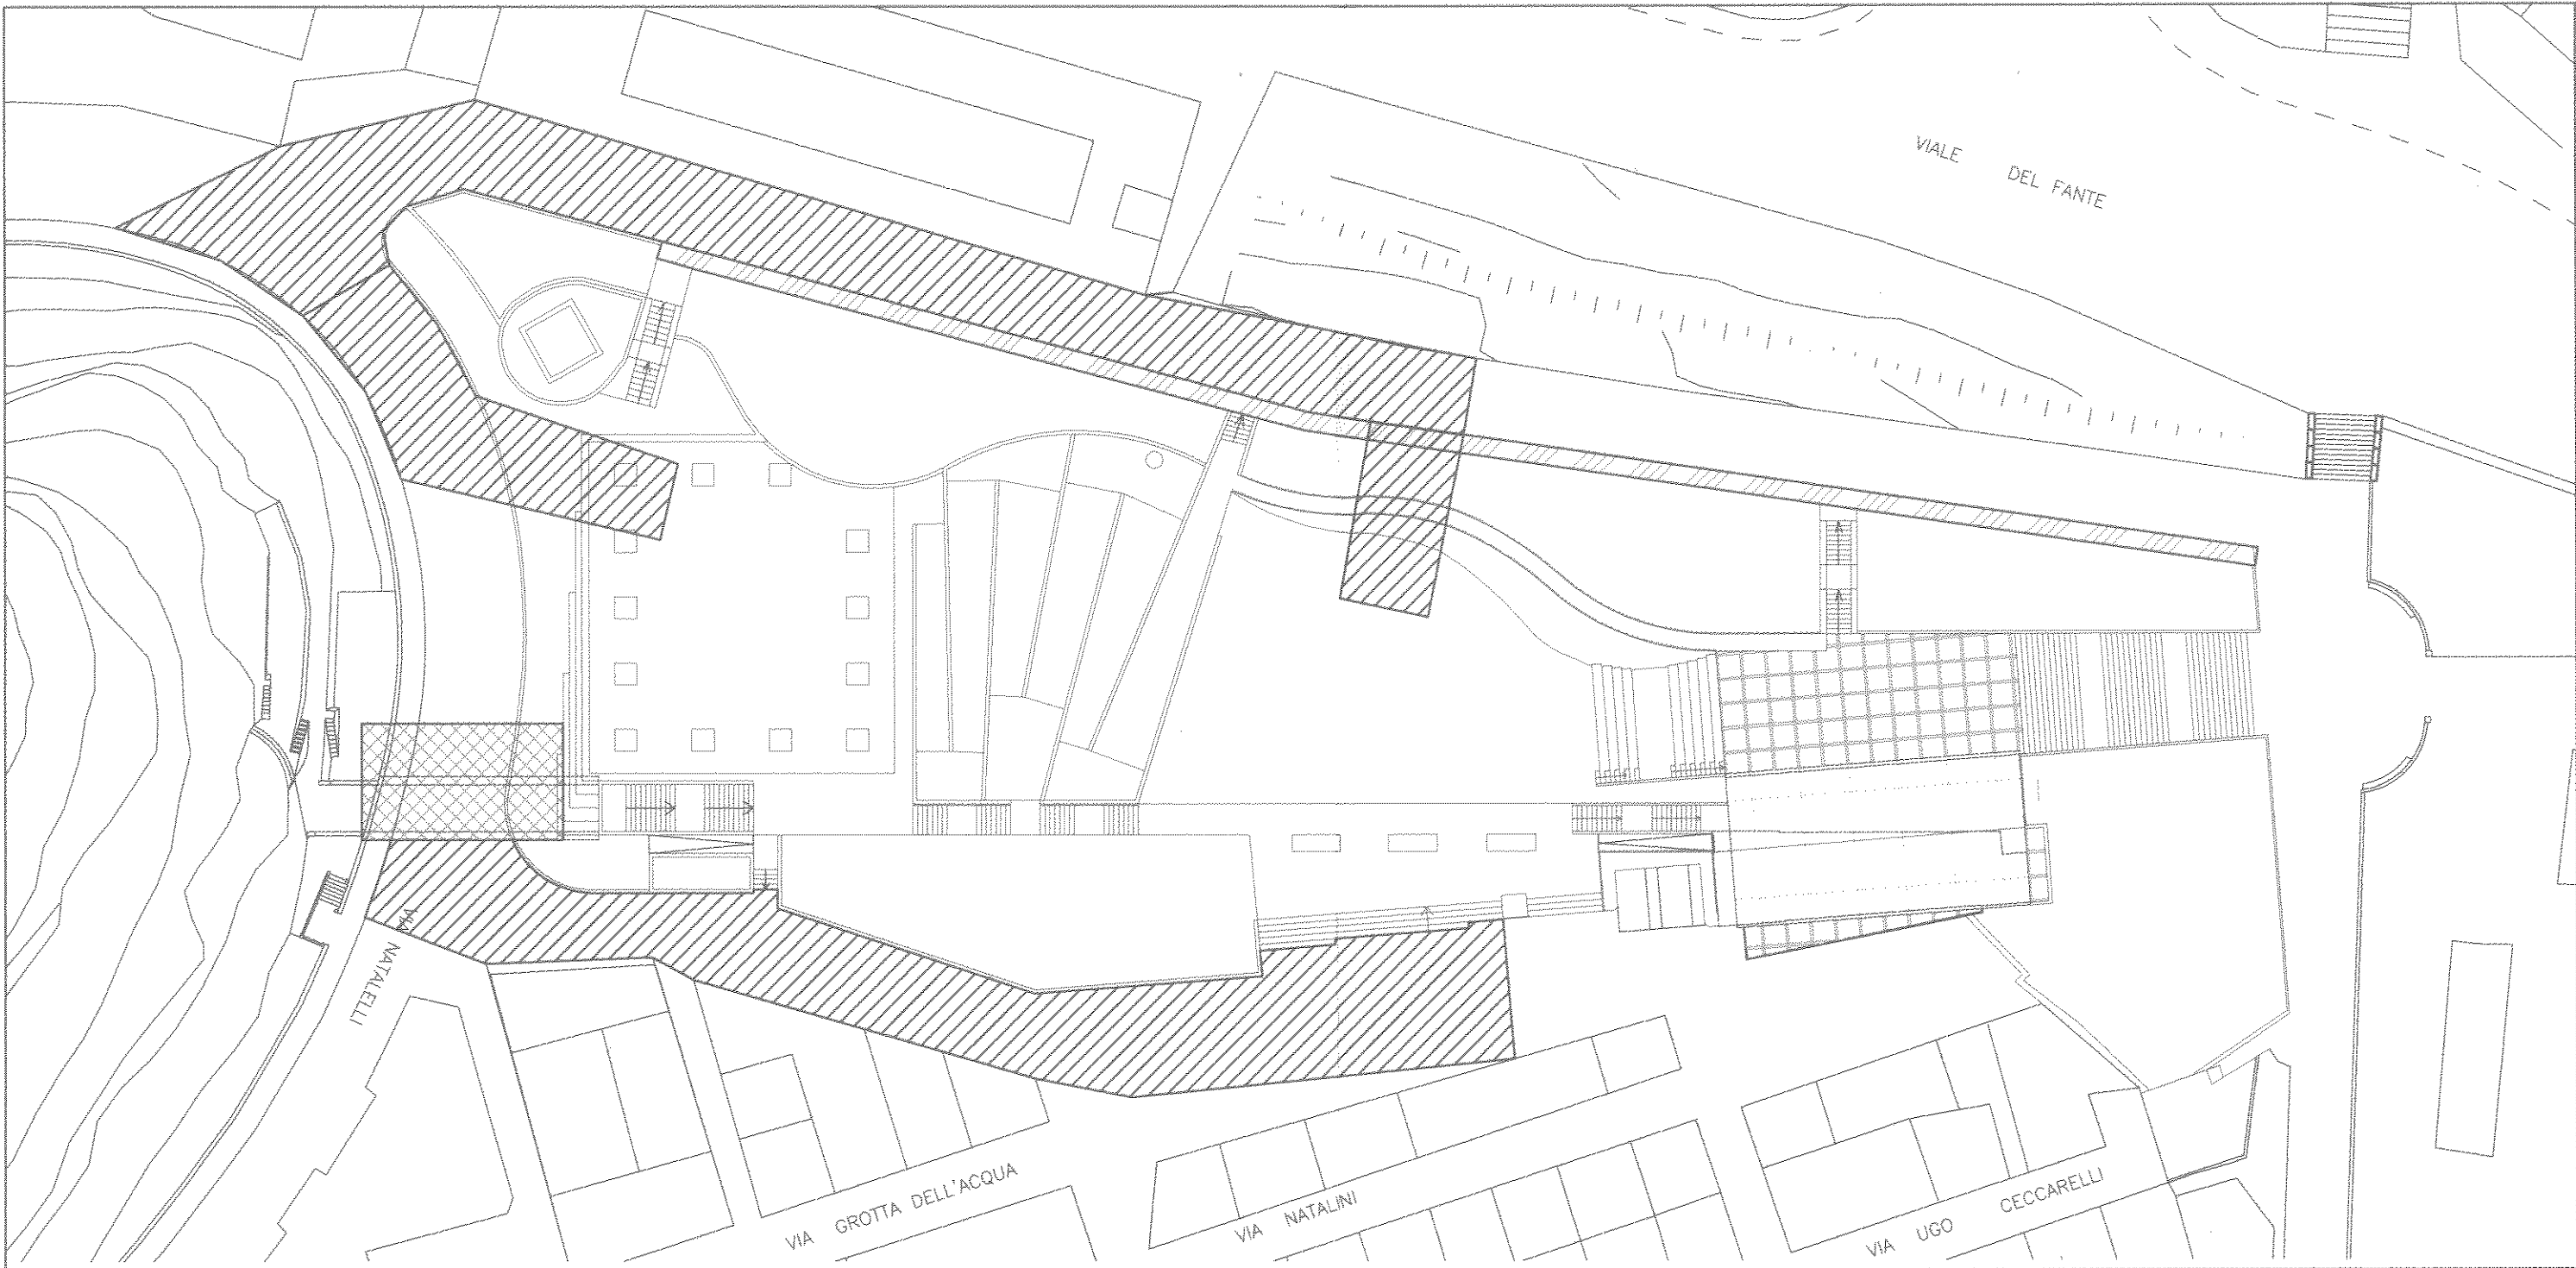 VIALE DEL FANTE
VIA NATALELLI
VIA GROTTA DELL'ACQUA
VIA NATALINI
VIA UGO CECCARELLI